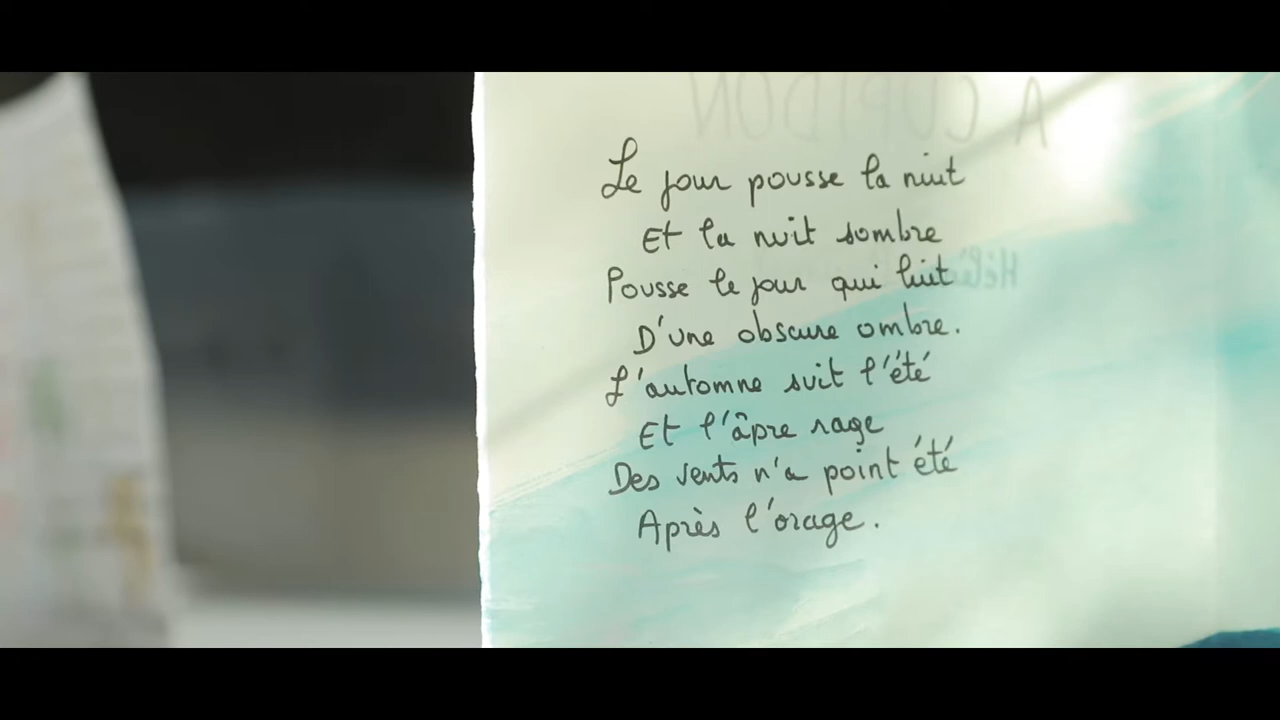 A CUPIDON
Le jour pousse la nuit
Et la nuit sombre
Pousse le jour qui luit
D'une obscure ombre.
L'automne suit l'été
Et l'âpre rage
Des vents n'a point été
Après l'orage.